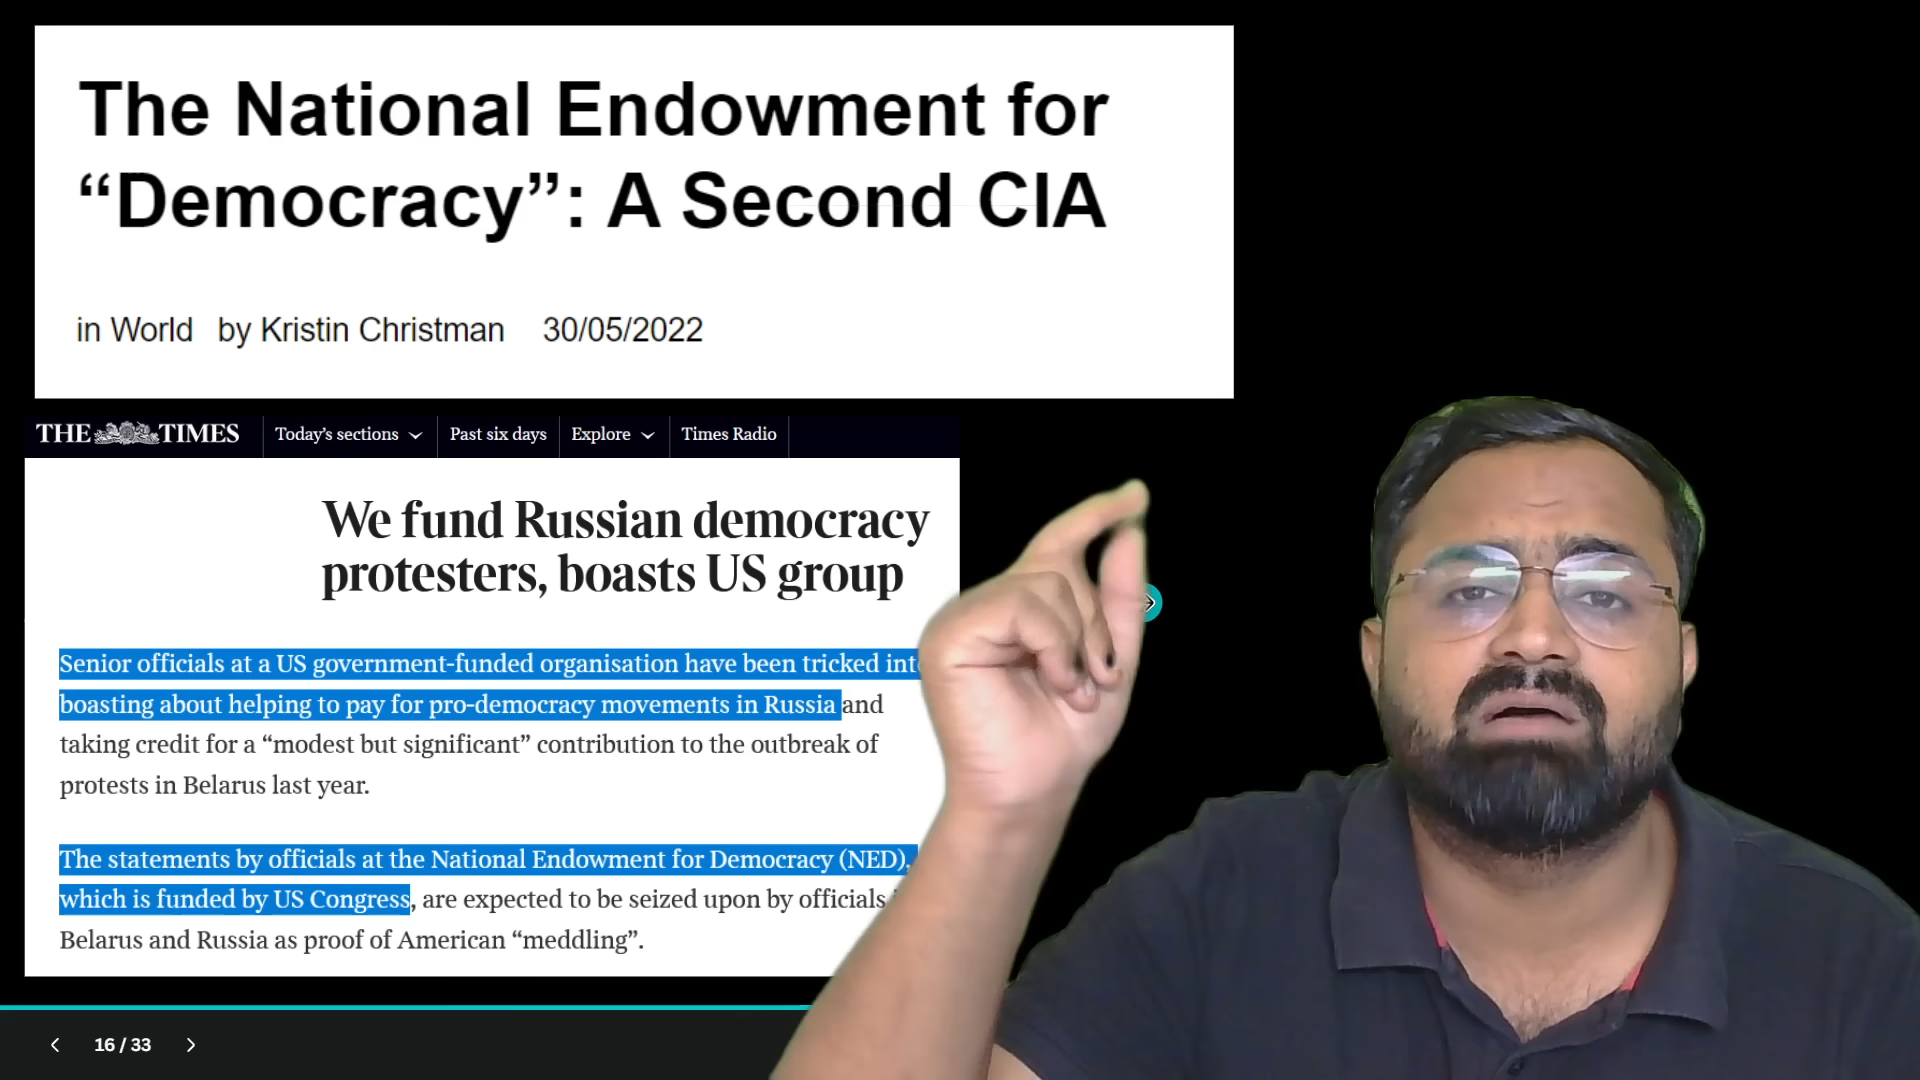 The National Endowment for
“Democracy”: A Second CIA
in World by Kristin Christman 30/05/2022
THE TIMES Today’s sections Past six days Explore Times Radio
We fund Russian democracy
protesters, boasts US group
Senior officials at a US government-funded organisation have been tricked
boasting about helping to pay for pro-democracy movements in Russia and
taking credit for a “modest but significant” contribution to the outbreak of
protests in Belarus last year.
The statements by officials at the National Endowment for Democracy (NED),
which is funded by US Congress, are expected to be seized upon by officials
Belarus and Russia as proof of American “meddling”.
16 / 33